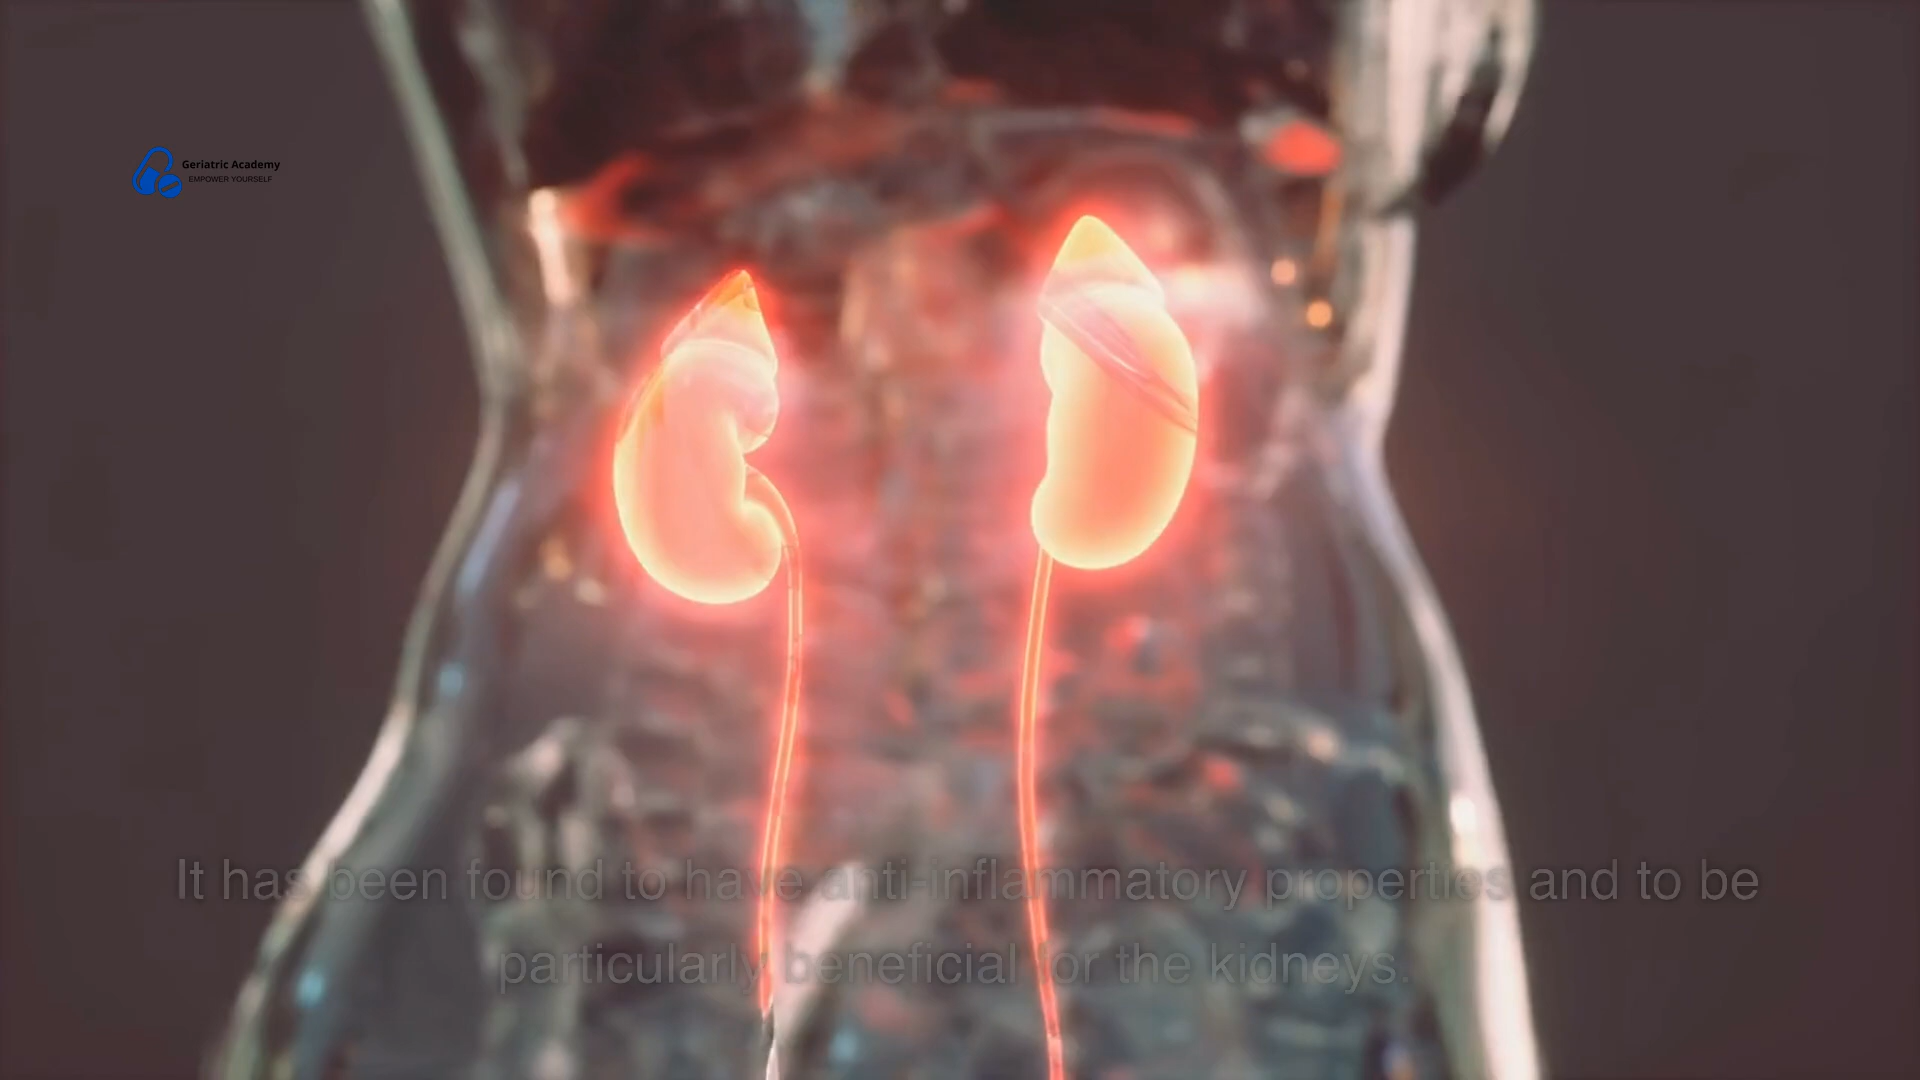 Geriatric Academy
EMPOWER YOURSELF
It has been found to have anti-inflammatory properties and to be
particularly beneficial for the kidneys.